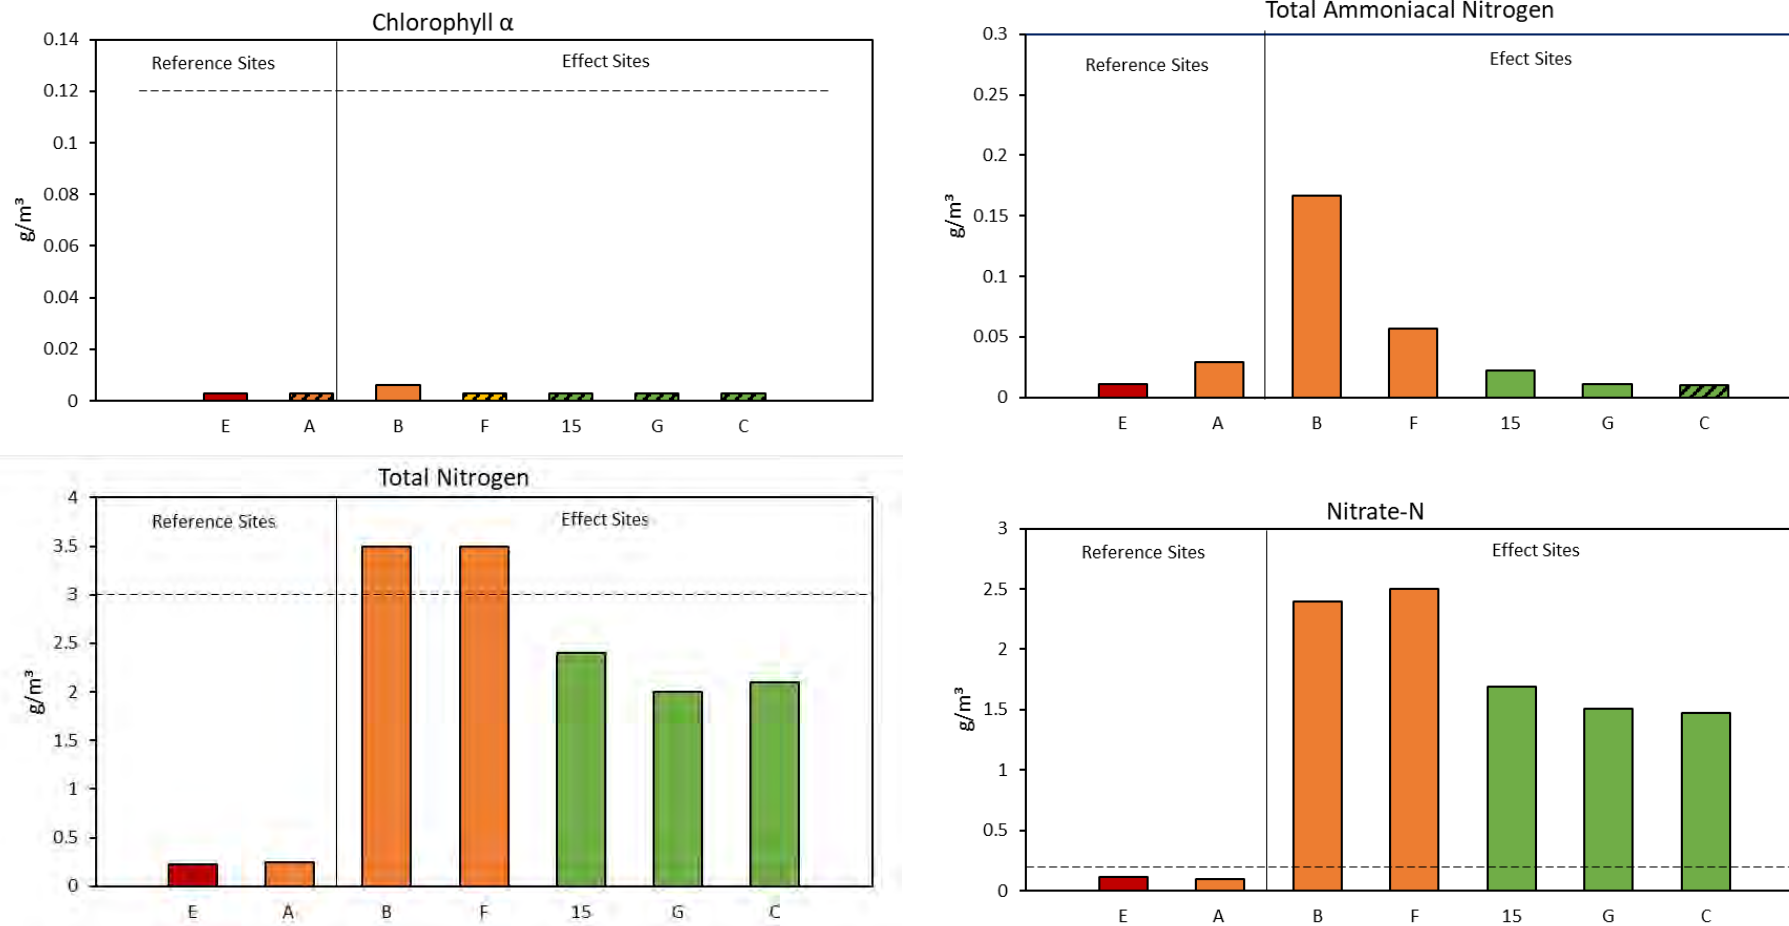 Chlorophyll α
0.14
0.12
0.1
0.08
0.06
0.04
0.02
0
g/m³
Reference Sites
Effect Sites
E A B F 15 G C
Total Ammoniacal Nitrogen
0.3
0.25
0.2
0.15
0.1
0.05
0
g/m³
Reference Sites
Efect Sites
E A B F 15 G C
Total Nitrogen
4
3.5
3
2.5
2
1.5
1
0.5
0
g/m³
Reference Sites
Effect Sites
E A B F 15 G C
Nitrate-N
3
2.5
2
1.5
1
0.5
0
g/m³
Reference Sites
Effect Sites
E A B F 15 G C